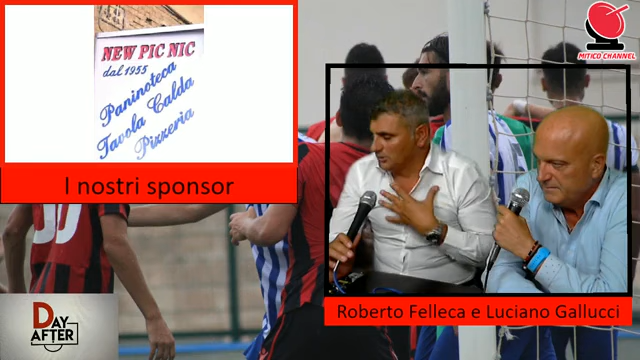 NEW PIC NIC
dal 1955
Paninoteca
Tavola Calda
Pizzeria
I nostri sponsor
MITICO CHANNEL
Roberto Felleca e Luciano Gallucci
DAY
AFTER